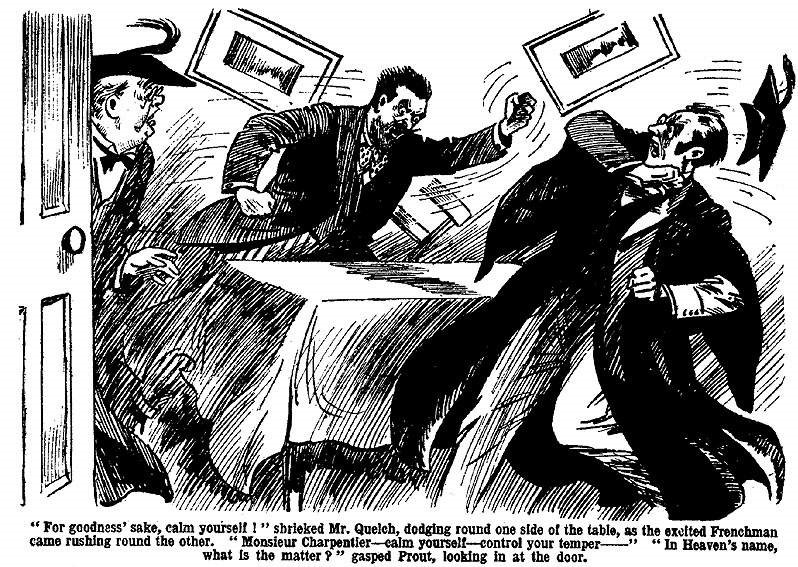 “ For goodness’ sake, calm yourself ! ” shrieked Mr. Quelch, dodging round one side of the table, as the excited Frenchman
came rushing round the other. “ Monsieur Charpentier—calm yourself—control your temper——” “ In Heaven’s name,
what is the matter ? ” gasped Prout, looking in at the door.